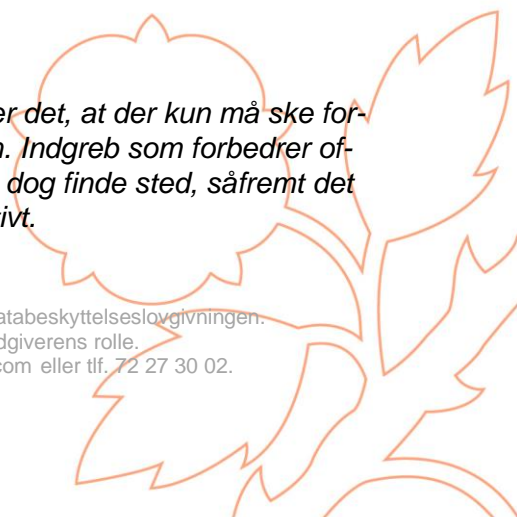 er det, at der kun må ske for-
n. Indgreb som forbedrer of-
dog finde sted, såfremt det
tivt.
atabeskyttelseslovgivningen.
dgiverens rolle.
com eller tlf. 72 27 30 02.